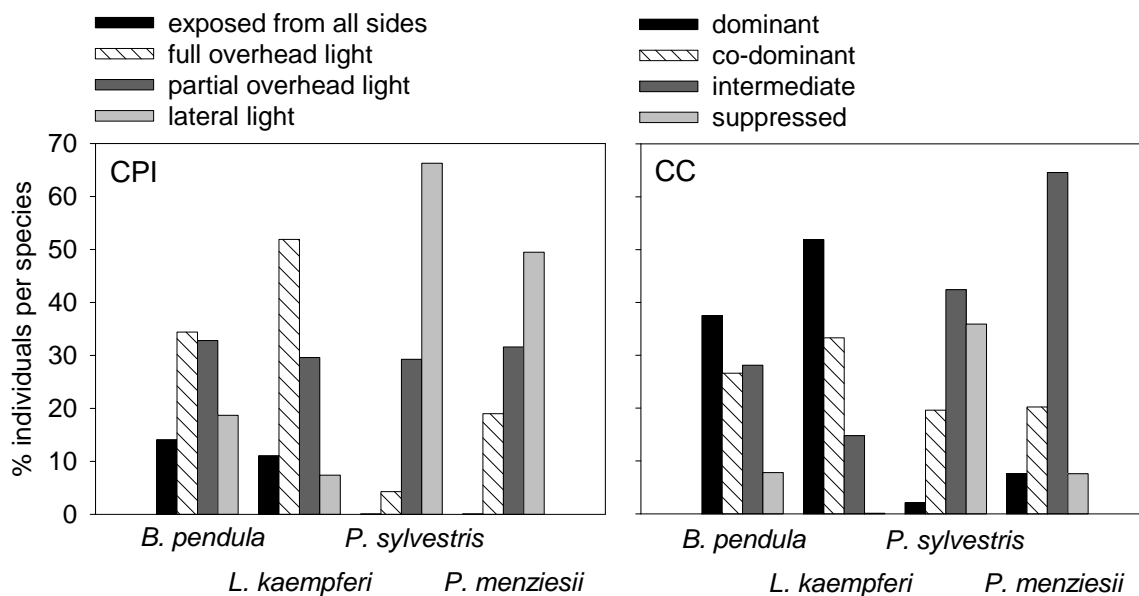 exposed from all sides
full overhead light
partial overhead light
lateral light
dominant
co-dominant
intermediate
suppressed
% individuals per species
70
60
50
40
30
20
10
0
CPI
CC
B. pendula
P. sylvestris
L. kaempferi
P. menziesii
B. pendula
P. sylvestris
L. kaempferi
P. menziesii